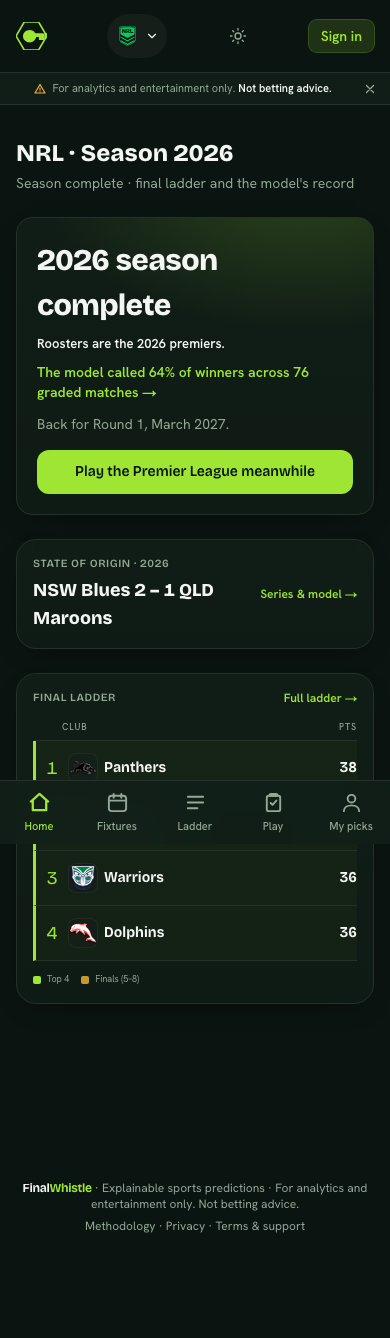 Sign in
For analytics and entertainment only. Not betting advice.
NRL · Season 2026
Season complete · final ladder and the model's record
2026 season
complete
Roosters are the 2026 premiers.
The model called 64% of winners across 76
graded matches →
Back for Round 1, March 2027.
Play the Premier League meanwhile
STATE OF ORIGIN · 2026
NSW Blues 2 – 1 QLD
Maroons
Series & model →
FINAL LADDER
Full ladder →
CLUB PTS
1 Panthers 38
Home Fixtures Ladder Play My picks
3 Warriors 36
4 Dolphins 36
Top 4 Finals (5-8)
FinalWhistle · Explainable sports predictions · For analytics and
entertainment only. Not betting advice.
Methodology · Privacy · Terms & support